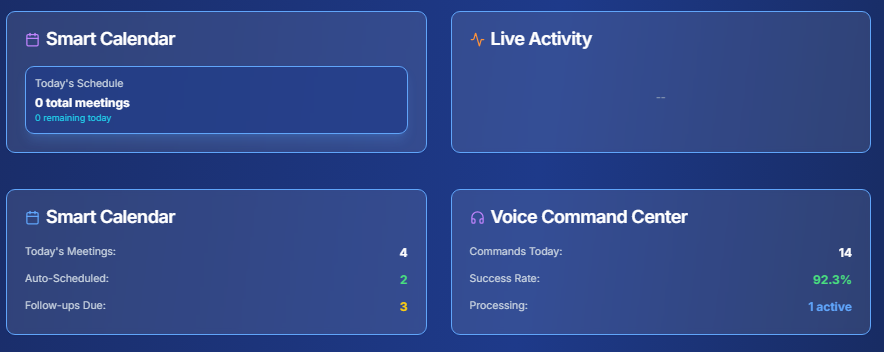 Smart Calendar
Today's Schedule
0 total meetings
0 remaining today
Live Activity
--
Smart Calendar
Today's Meetings: 4
Auto-Scheduled: 2
Follow-ups Due: 3
Voice Command Center
Commands Today: 14
Success Rate: 92.3%
Processing: 1 active